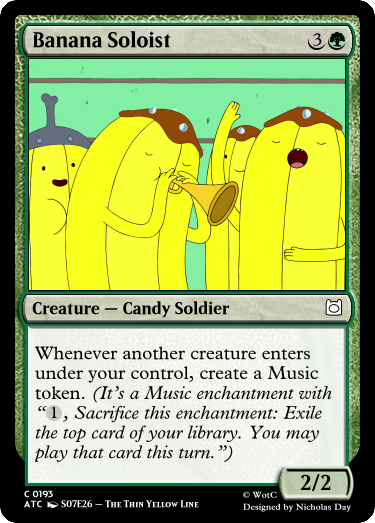 Banana Soloist 3
Creature — Candy Soldier
Whenever another creature enters
under your control, create a Music
token. (It's a Music enchantment with
“1, Sacrifice this enchantment: Exile
the top card of your library. You may
play that card this turn.”)
2/2
C 0193
ATC S07E26 – The Thin Yellow Line
© WotC
Designed by Nicholas Day